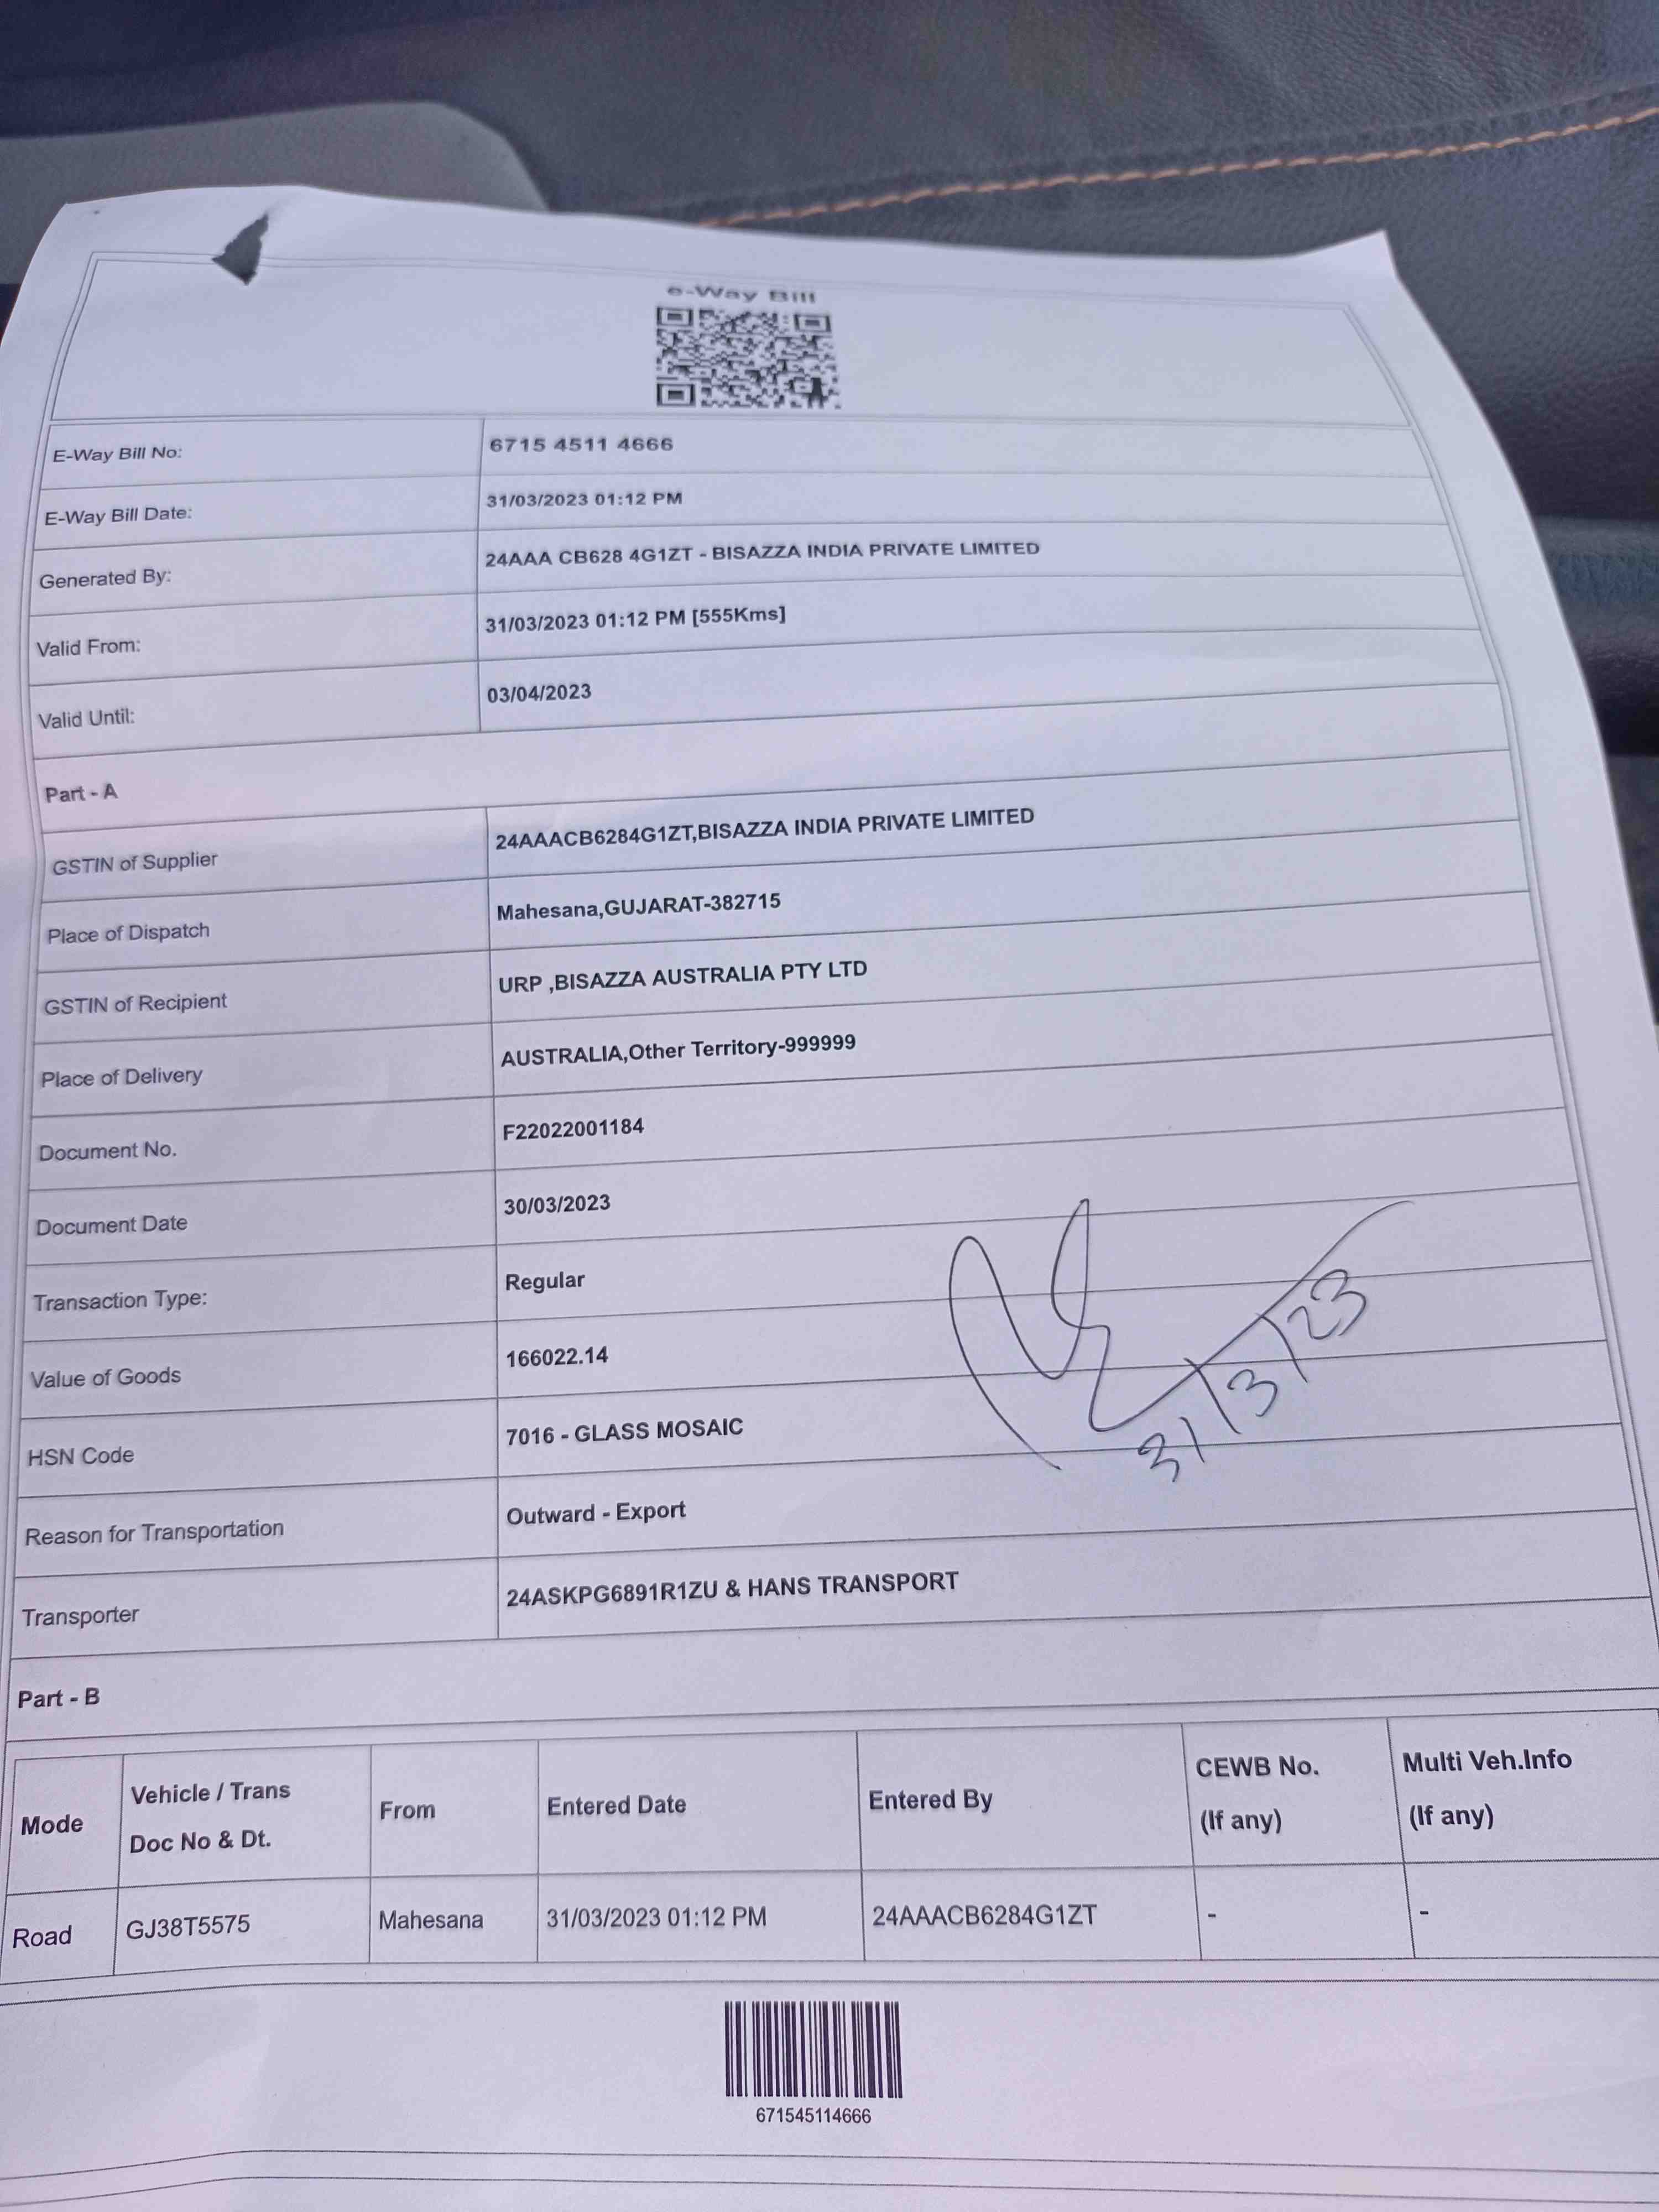 e-Way Bill
E-Way Bill No: 6715 4511 4666
E-Way Bill Date: 31/03/2023 01:12 PM
Generated By: 24AAA CB628 4G1ZT - BISAZZA INDIA PRIVATE LIMITED
Valid From: 31/03/2023 01:12 PM [555Kms]
Valid Until: 03/04/2023
Part - A
GSTIN of Supplier 24AAACB6284G1ZT,BISAZZA INDIA PRIVATE LIMITED
Place of Dispatch Mahesana,GUJARAT-382715
GSTIN of Recipient URP ,BISAZZA AUSTRALIA PTY LTD
Place of Delivery AUSTRALIA,Other Territory-999999
Document No. F22022001184
Document Date 30/03/2023
Transaction Type: Regular
Value of Goods 166022.14
HSN Code 7016 - GLASS MOSAIC
31/3/23
Reason for Transportation Outward - Export
Transporter 24ASKPG6891R1ZU & HANS TRANSPORT
Part - B
Mode Vehicle / Trans Doc No & Dt. From Entered Date Entered By CEWB No. (If any) Multi Veh.Info (If any)
Road GJ38T5575 Mahesana 31/03/2023 01:12 PM 24AAACB6284G1ZT - -
671545114666